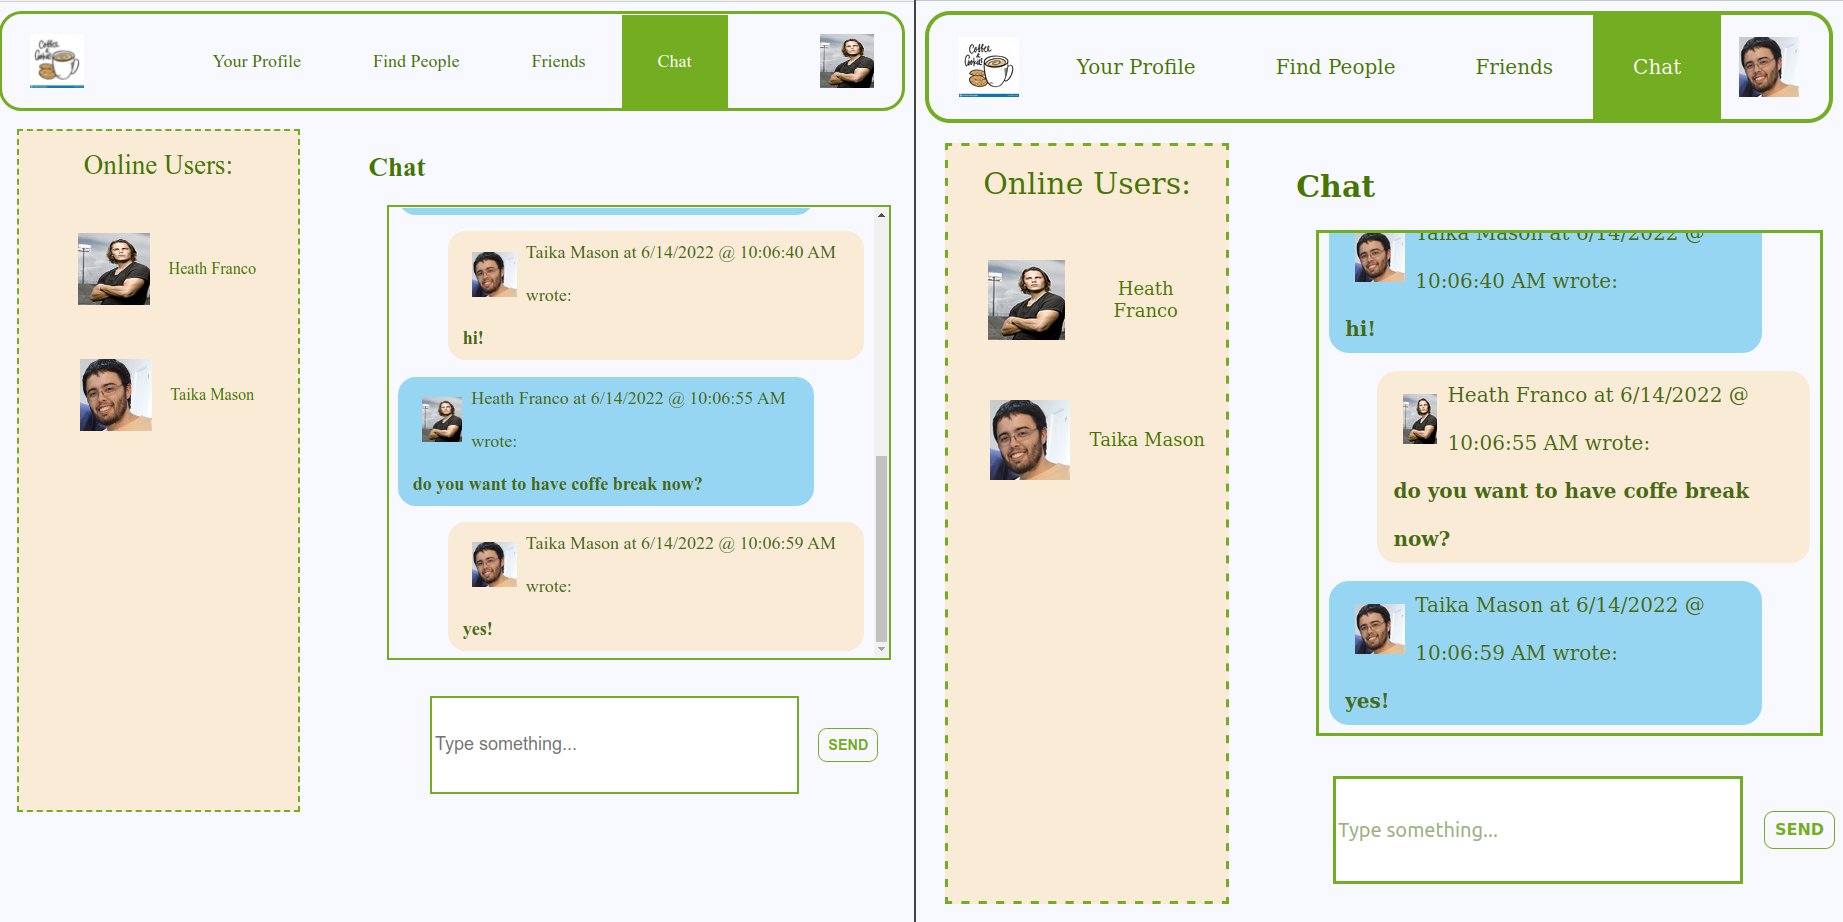 Coffee
&
Cookies
Your Profile
Find People
Friends
Chat
Online Users:
Heath Franco
Taika Mason
Chat
Taika Mason at 6/14/2022 @ 10:06:40 AM
wrote:
hi!
Heath Franco at 6/14/2022 @ 10:06:55 AM
wrote:
do you want to have coffe break now?
Taika Mason at 6/14/2022 @ 10:06:59 AM
wrote:
yes!
Type something...
SEND
Coffee
&
Cookies
Your Profile
Find People
Friends
Chat
Online Users:
Heath
Franco
Taika Mason
Chat
Taika Mason at 6/14/2022 @
10:06:40 AM wrote:
hi!
Heath Franco at 6/14/2022 @
10:06:55 AM wrote:
do you want to have coffe break
now?
Taika Mason at 6/14/2022 @
10:06:59 AM wrote:
yes!
Type something...
SEND